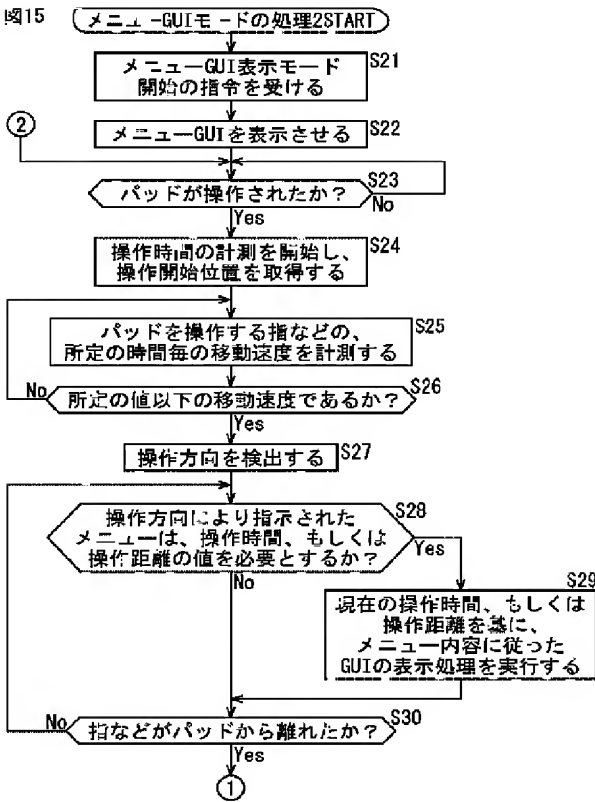 図15
メニューGUIモードの処理2START
メニューGUI表示モード
開始の指令を受ける
S21
②
メニューGUIを表示させる
S22
パッドが操作されたか？
S23
No
Yes
操作時間の計測を開始し、
操作開始位置を取得する
S24
パッドを操作する指などの、
所定の時間毎の移動速度を計測する
S25
No
所定の値以下の移動速度であるか？
S26
Yes
操作方向を検出する
S27
操作方向により指示された
メニューは、操作時間、もしくは
操作距離の値を必要とするか？
S28
Yes
No
S29
現在の操作時間、もしくは
操作距離を基に、
メニュー内容に従った
GUIの表示処理を実行する
No
指などがパッドから離れたか？
S30
Yes
①